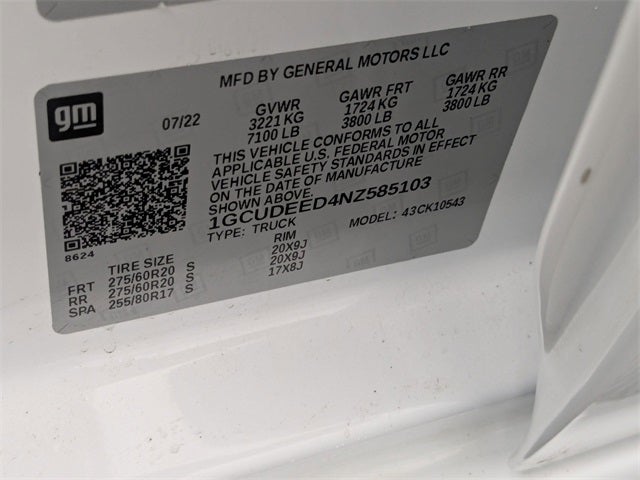 MFD BY GENERAL MOTORS LLC
gm
07/22
GVWR GAWR FRT GAWR RR
3221 KG 1724 KG 1724 KG
7100 LB 3800 LB 3800 LB
THIS VEHICLE CONFORMS TO ALL
APPLICABLE U.S. FEDERAL MOTOR
VEHICLE SAFETY STANDARDS IN EFFECT
ON THE DATE OF MANUFACTURE
SHOWN ABOVE.
1GCUDEED4NZ585103
TYPE: TRUCK MODEL: 43CK10543
8624
TIRE SIZE RIM
FRT 275/60R20 S 20X9J
RR 275/60R20 S 20X9J
SPA 255/80R17 S 17X8J